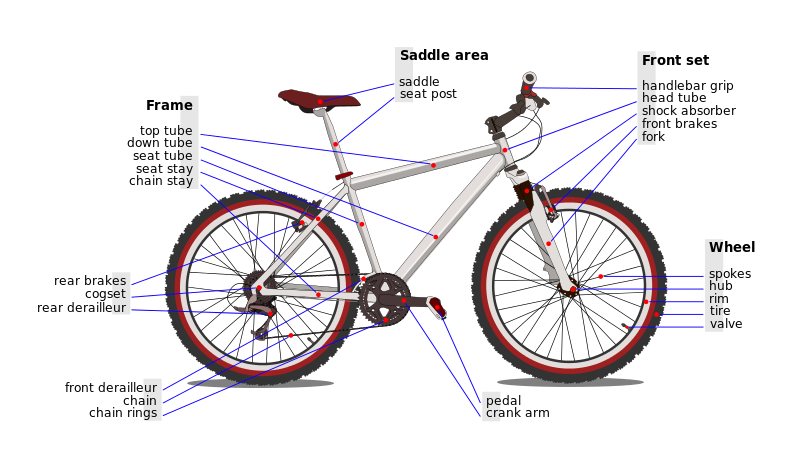 Saddle area
saddle
seat post
Front set
handlebar grip
head tube
shock absorber
front brakes
fork
Frame
top tube
down tube
seat tube
seat stay
chain stay
Wheel
spokes
hub
rim
tire
valve
rear brakes
cogset
rear derailleur
front derailleur
chain
chain rings
pedal
crank arm